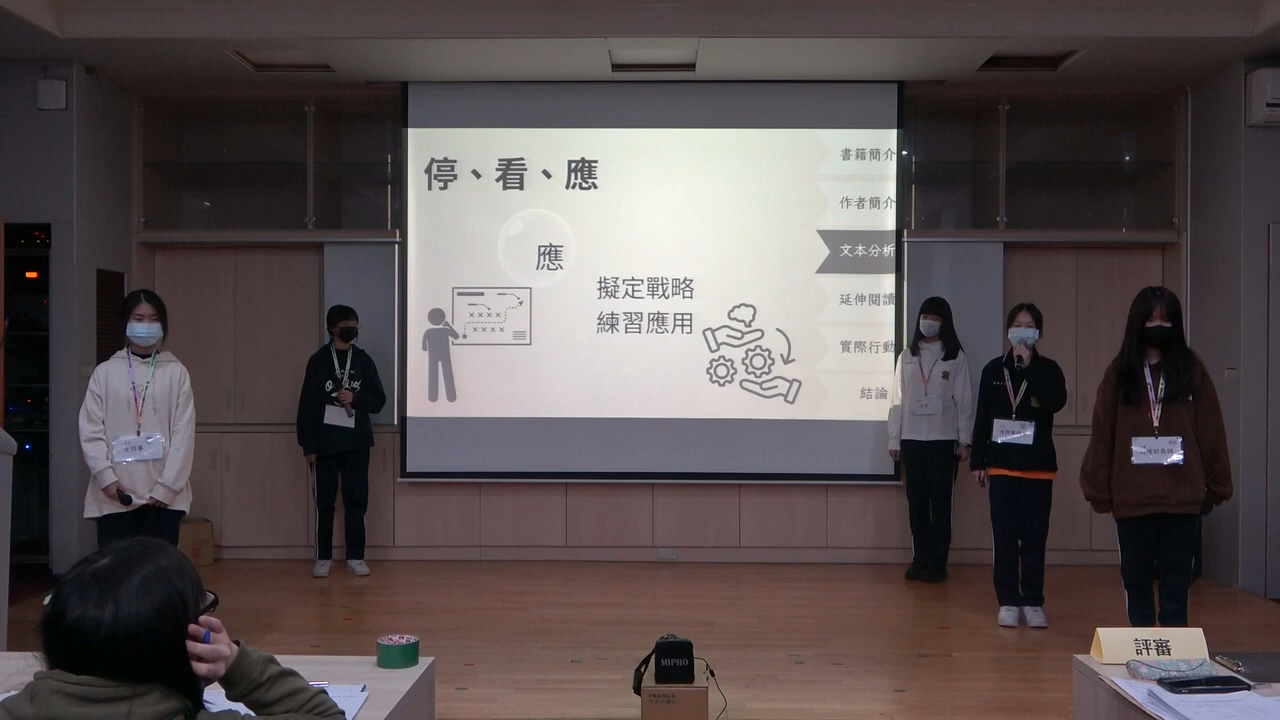 停、看、應
應
擬定戰略
練習應用
書籍簡介
作者簡介
文本分析
延伸閱讀
實際行動
結論
評審
MIPRO
FRAGILE